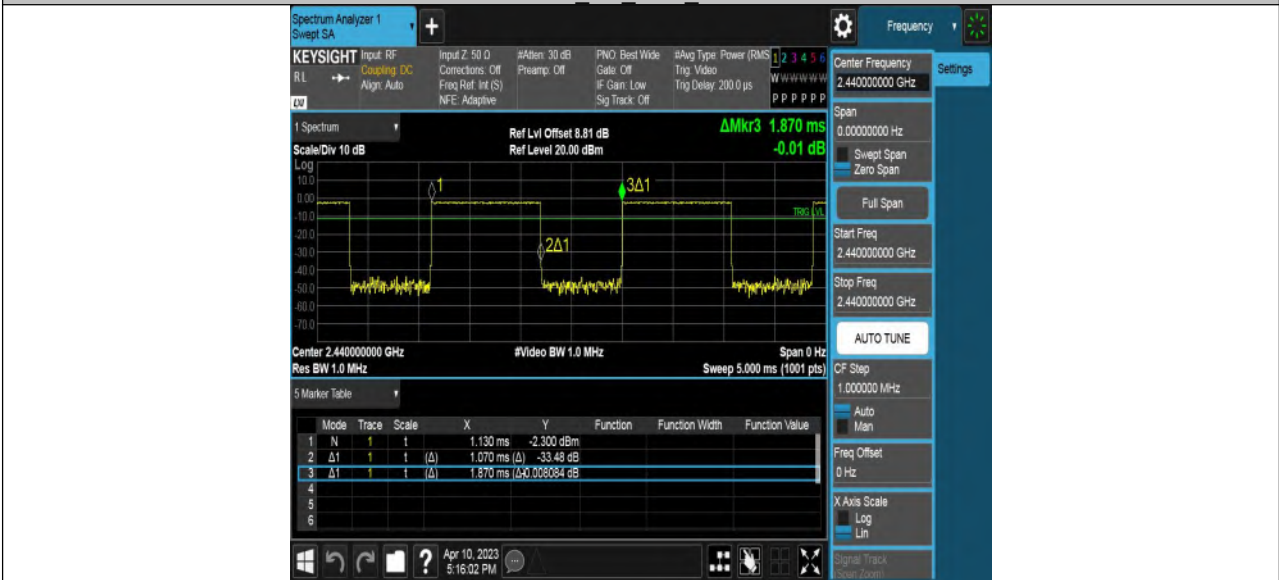 Spectrum Analyzer 1
Swept SA
+
Frequency
KEYSIGHT
RL
LXI
Input: RF
Coupling: DC
Align: Auto
Input Z: 50 Ω
Corrections: Off
Freq Ref: Int (S)
NFE: Adaptive
#Atten: 30 dB
Preamp: Off
PNO: Best Wide
Gate: Off
IF Gain: Low
Sig Track: Off
#Avg Type: Power (RMS
Trig: Video
Trig Delay: 200.0 µs
1 2 3 4 5 6
W W W W W W
P P P P P P
1 Spectrum
Scale/Div 10 dB
Ref Lvl Offset 8.81 dB
Ref Level 20.00 dBm
ΔMkr3 1.870 ms
-0.01 dB
Log
10.0
0.00
-10.0
-20.0
-30.0
-40.0
-50.0
-60.0
-70.0
1
2Δ1
3Δ1
TRIG LVL
Center 2.440000000 GHz
Res BW 1.0 MHz
#Video BW 1.0 MHz
Span 0 Hz
Sweep 5.000 ms (1001 pts)
5 Marker Table
Mode Trace Scale X Y Function Function Width Function Value
1 N 1 t 1.130 ms -2.300 dBm
2 Δ1 1 t (Δ) 1.070 ms (Δ) -33.48 dB
3 Δ1 1 t (Δ) 1.870 ms (Δ)-0.008084 dB
4
5
6
?
Apr 10, 2023
5:16:02 PM
Center Frequency
2.440000000 GHz
Settings
Span
0.00000000 Hz
Swept Span
Zero Span
Full Span
Start Freq
2.440000000 GHz
Stop Freq
2.440000000 GHz
AUTO TUNE
CF Step
1.000000 MHz
Auto
Man
Freq Offset
0 Hz
X Axis Scale
Log
Lin
Signal Track
(Span Zoom)